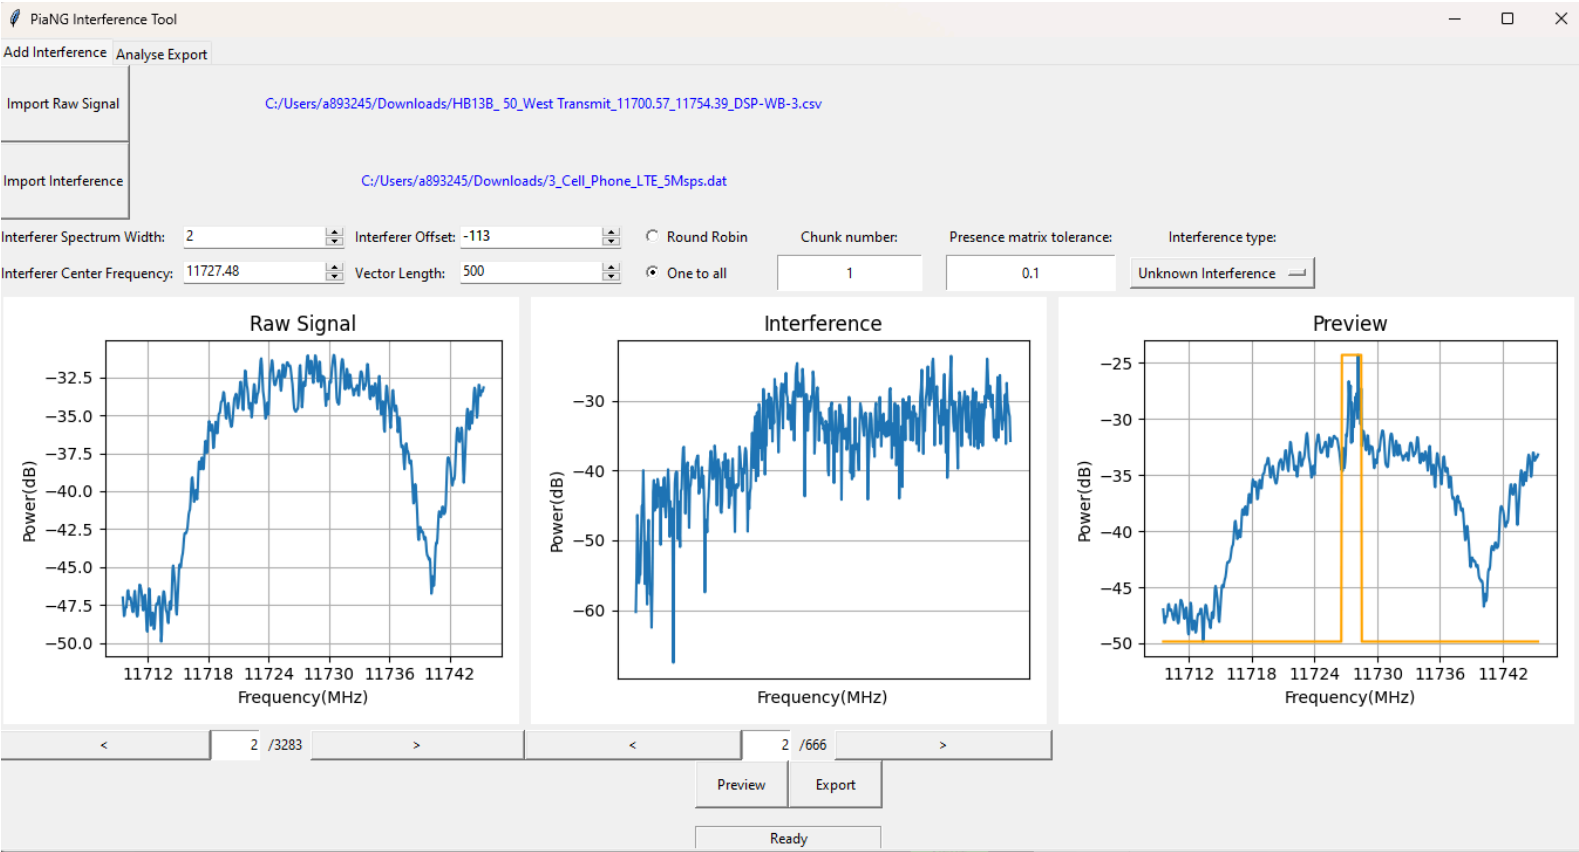 PiaNG Interference Tool
Add Interference Analyse Export
Import Raw Signal C:/Users/a893245/Downloads/HB13B_ 50_West Transmit_11700.57_11754.39_DSP-WB-3.csv
Import Interference C:/Users/a893245/Downloads/3_Cell_Phone_LTE_5Msps.dat
Interferer Spectrum Width: 2 Interferer Offset: -113 Round Robin Chunk number: Presence matrix tolerance: Interference type:
Interferer Center Frequency: 11727.48 Vector Length: 500 One to all 1 0.1 Unknown Interference
Raw Signal
Power(dB)
−32.5
−35.0
−37.5
−40.0
−42.5
−45.0
−47.5
−50.0
11712 11718 11724 11730 11736 11742
Frequency(MHz)
Interference
Power(dB)
−30
−40
−50
−60
Frequency(MHz)
Preview
Power(dB)
−25
−30
−35
−40
−45
−50
11712 11718 11724 11730 11736 11742
Frequency(MHz)
< 2 /3283 > < 2 /666 >
Preview Export
Ready